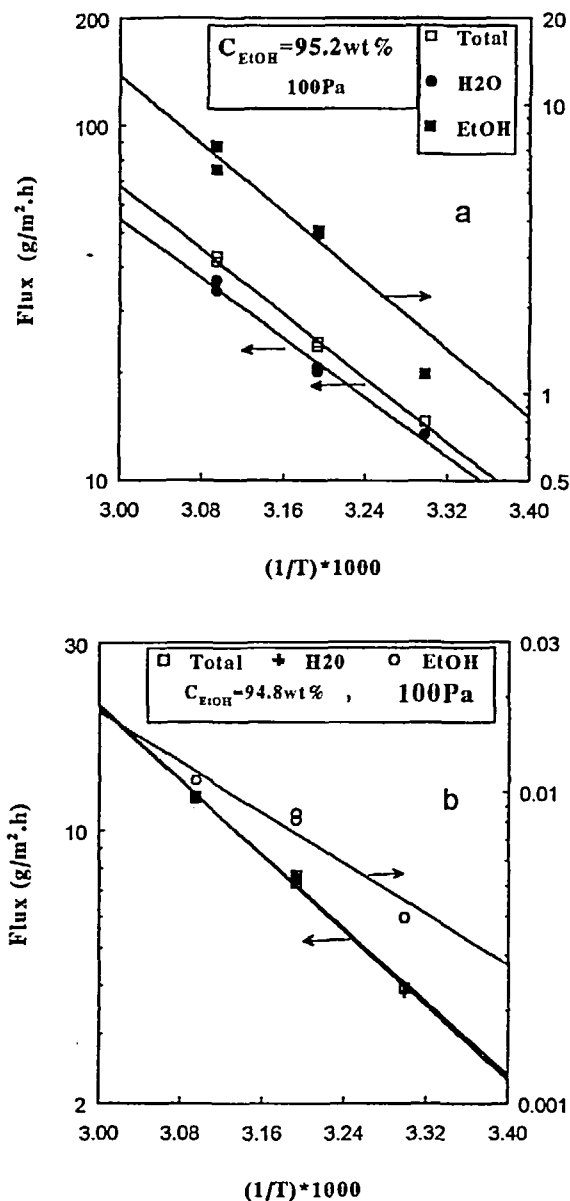 200
100
10
Flux (g/m².h)
C_EtOH=95.2wt%
100Pa
Total
H2O
EtOH
a
20
10
1
0.5
3.00 3.08 3.16 3.24 3.32 3.40
(1/T)*1000
30
10
2
Flux (g/m².h)
Total H20 EtOH
C_EtOH=94.8wt% , 100Pa
b
0.03
0.01
0.001
3.00 3.08 3.16 3.24 3.32 3.40
(1/T)*1000